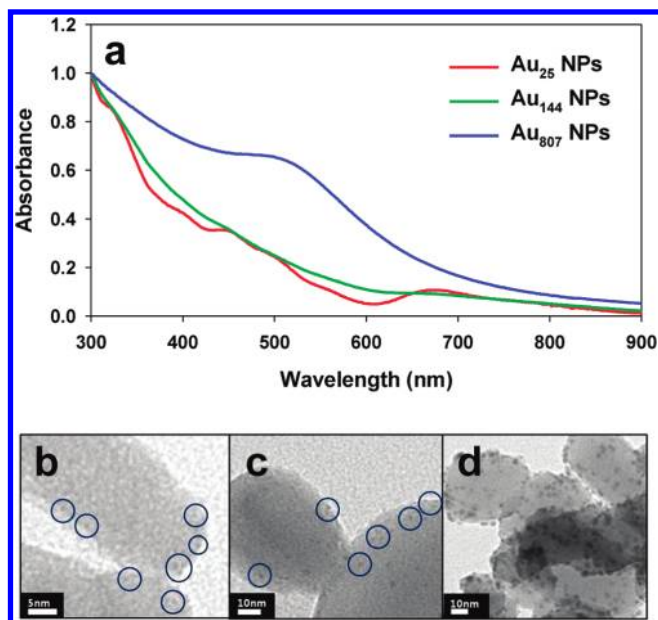 a
Au₂₅ NPs
Au₁₄₄ NPs
Au₈₀₇ NPs
1.2
1.0
0.8
0.6
0.4
0.2
0.0
Absorbance
300 400 500 600 700 800 900
Wavelength (nm)
b c d
5nm 10nm 10nm